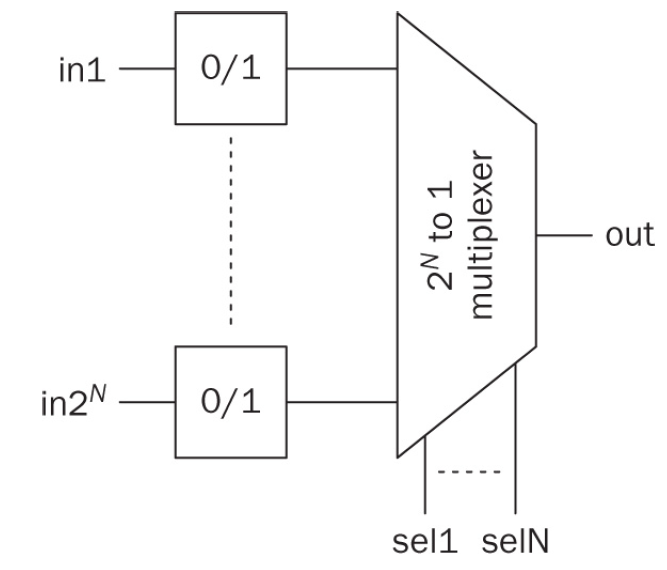 in1
0/1
2ᴺ to 1
multiplexer
out
in2ᴺ
0/1
sel1
selN